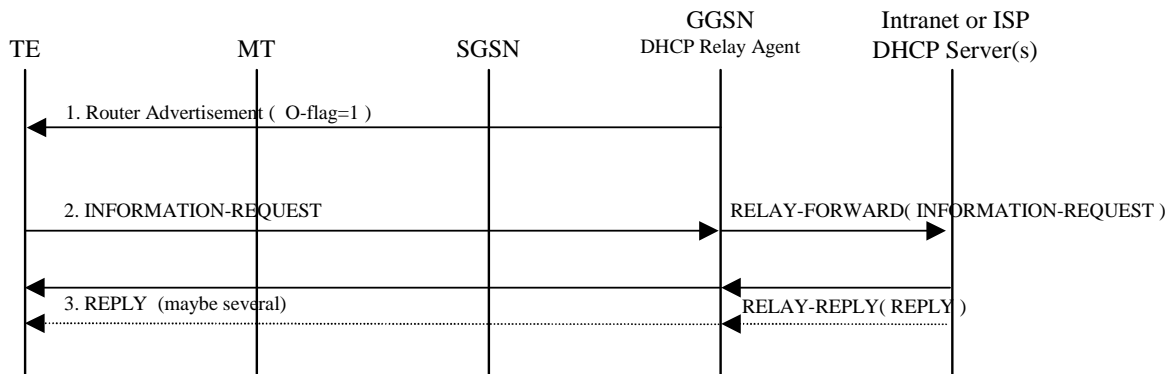 GGSN
Intranet or ISP
TE
MT
SGSN
DHCP Relay Agent
DHCP Server(s)
1. Router Advertisement ( O-flag=1 )
2. INFORMATION-REQUEST
RELAY-FORWARD( INFORMATION-REQUEST )
3. REPLY (maybe several)
RELAY-REPLY( REPLY )